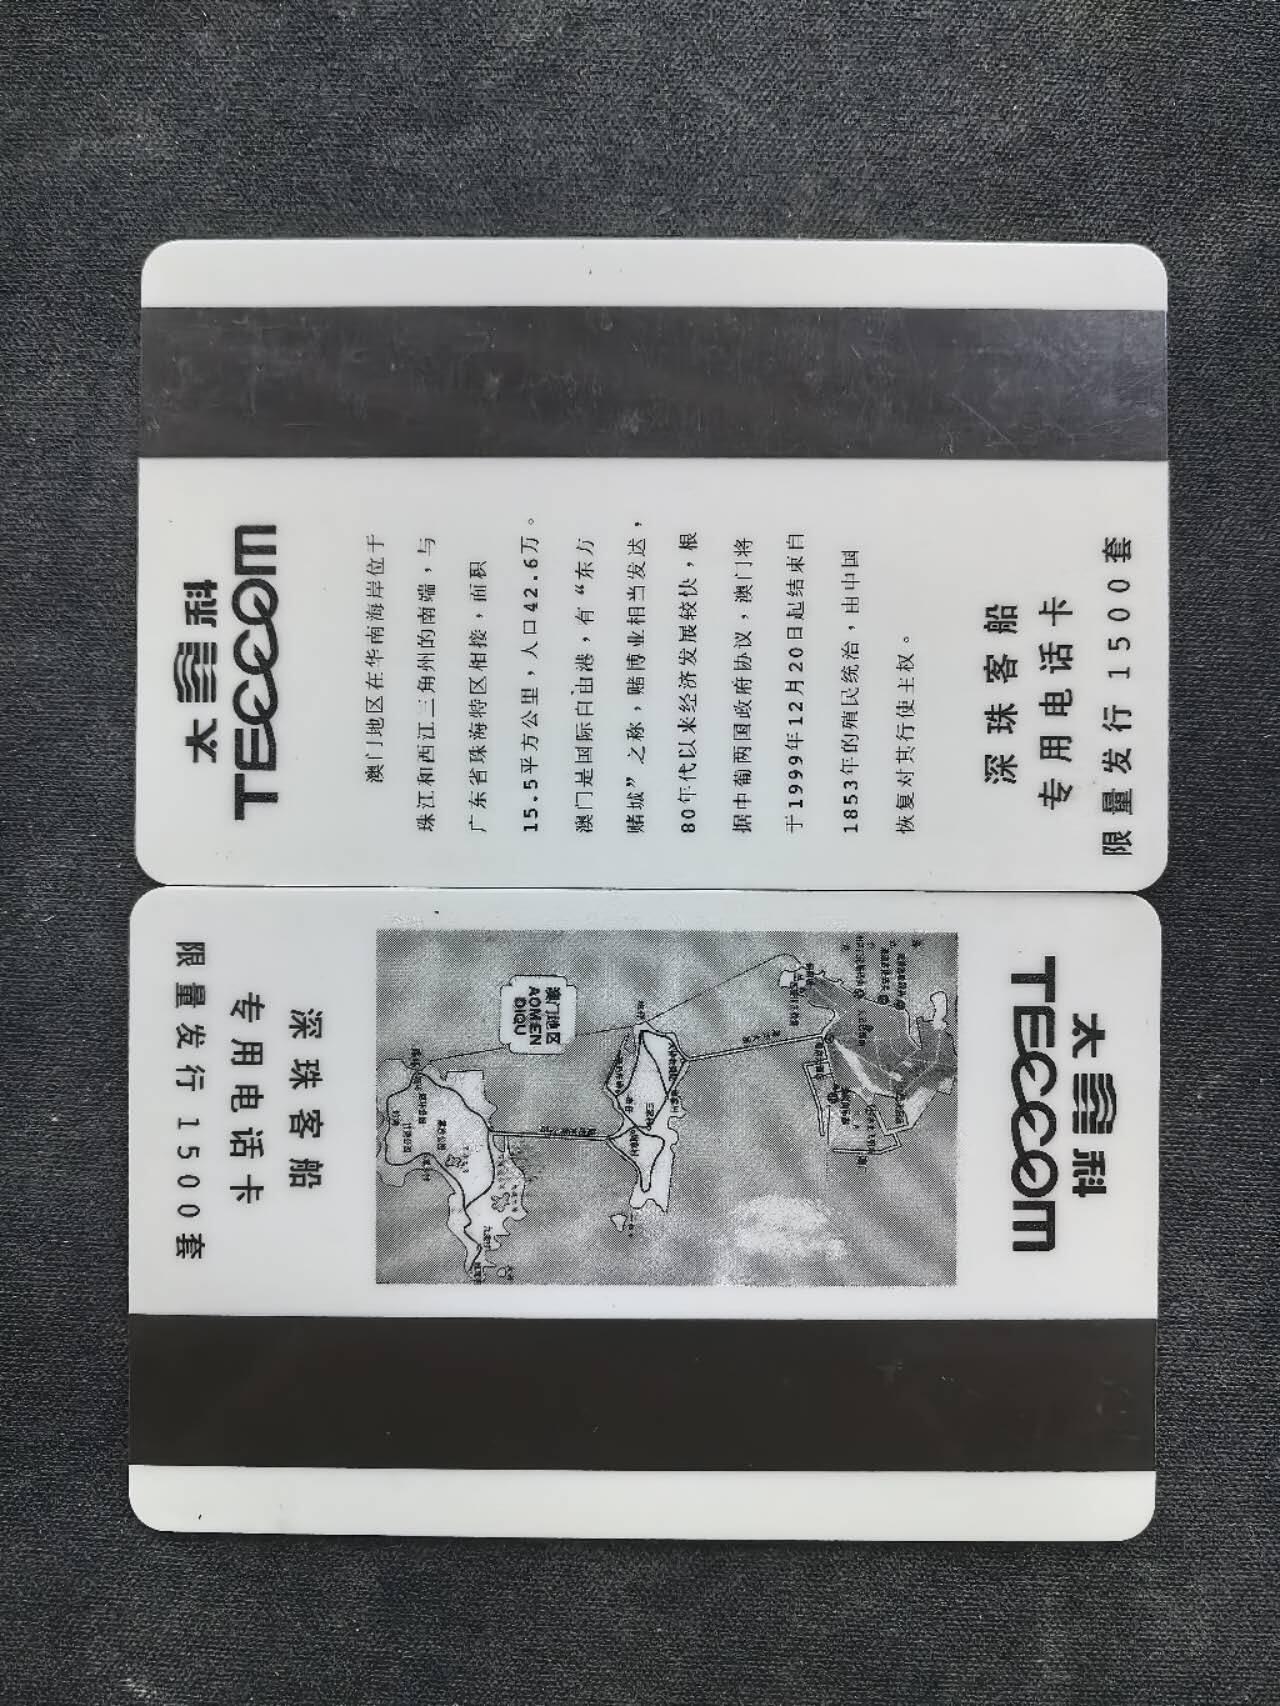 太平科
TECCOM
澳门地区在华南海岸位于
珠江和西江三角州的南端，与
广东省珠海特区相接，面积
15.5平方公里，人口42.6万。
澳门是国际自由港，有“东方
赌城”之称，赌博业相当发达，
80年代以来经济发展较快，根
据中葡两国政府协议，澳门将
于1999年12月20日起结束自
1853年的殖民统治，由中国
恢复对其行使主权。
深珠客船
专用电话卡
限量发行1500套
太平科
TECCOM
澳门地区
AOMEN
DIQU
深珠客船
专用电话卡
限量发行1500套